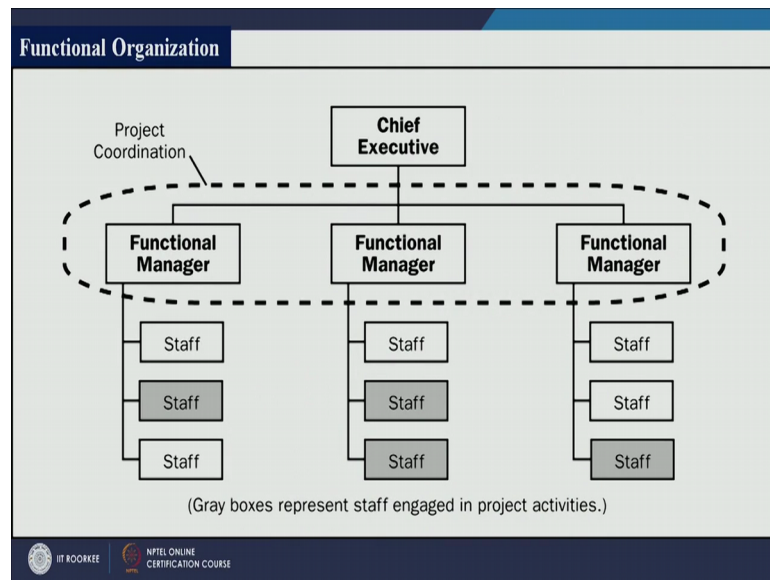 Functional Organization
Project
Coordination
Chief
Executive
Functional
Manager
Functional
Manager
Functional
Manager
Staff
Staff
Staff
Staff
Staff
Staff
Staff
Staff
Staff
(Gray boxes represent staff engaged in project activities.)
IIT ROORKEE
NPTEL ONLINE
CERTIFICATION COURSE